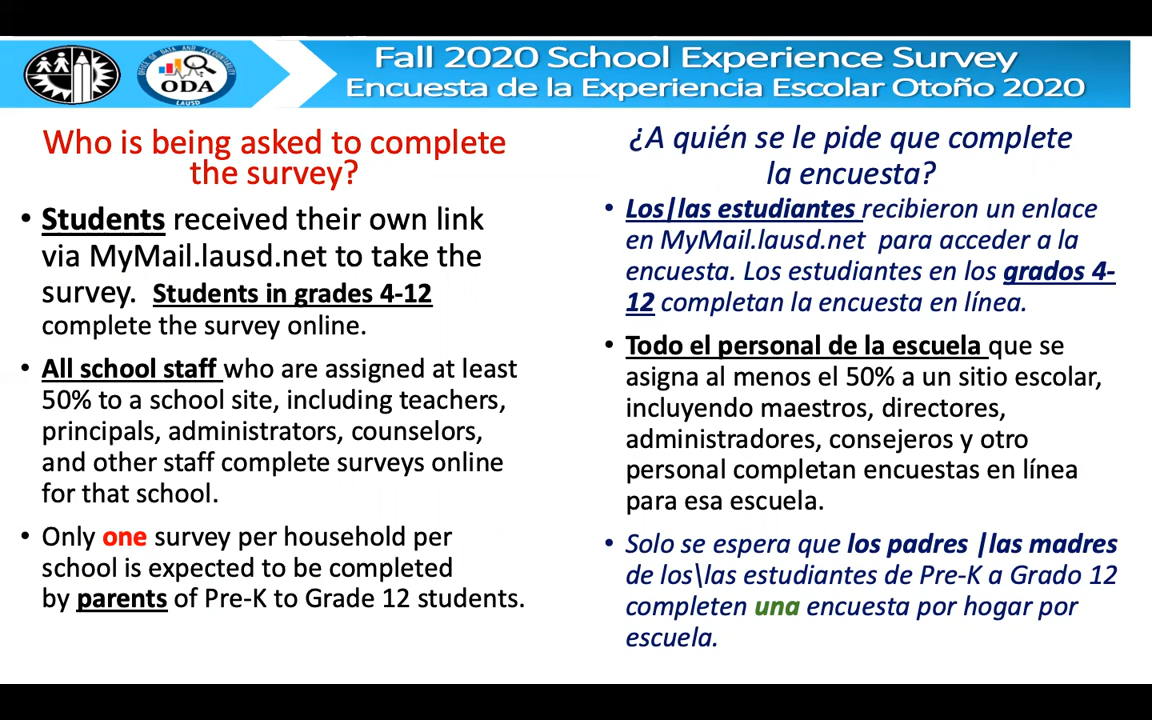 Fall 2020 School Experience Survey
Encuesta de la Experiencia Escolar Otoño 2020
ODA
LAUSD
Who is being asked to complete
the survey?
• Students received their own link
via MyMail.lausd.net to take the
survey. Students in grades 4-12
complete the survey online.
• All school staff who are assigned at least
50% to a school site, including teachers,
principals, administrators, counselors,
and other staff complete surveys online
for that school.
• Only one survey per household per
school is expected to be completed
by parents of Pre-K to Grade 12 students.
¿A quién se le pide que complete
la encuesta?
• Los|las estudiantes recibieron un enlace
en MyMail.lausd.net para acceder a la
encuesta. Los estudiantes en los grados 4-
12 completan la encuesta en línea.
• Todo el personal de la escuela que se
asigna al menos el 50% a un sitio escolar,
incluyendo maestros, directores,
administradores, consejeros y otro
personal completan encuestas en línea
para esa escuela.
• Solo se espera que los padres |las madres
de los\las estudiantes de Pre-K a Grado 12
completen una encuesta por hogar por
escuela.